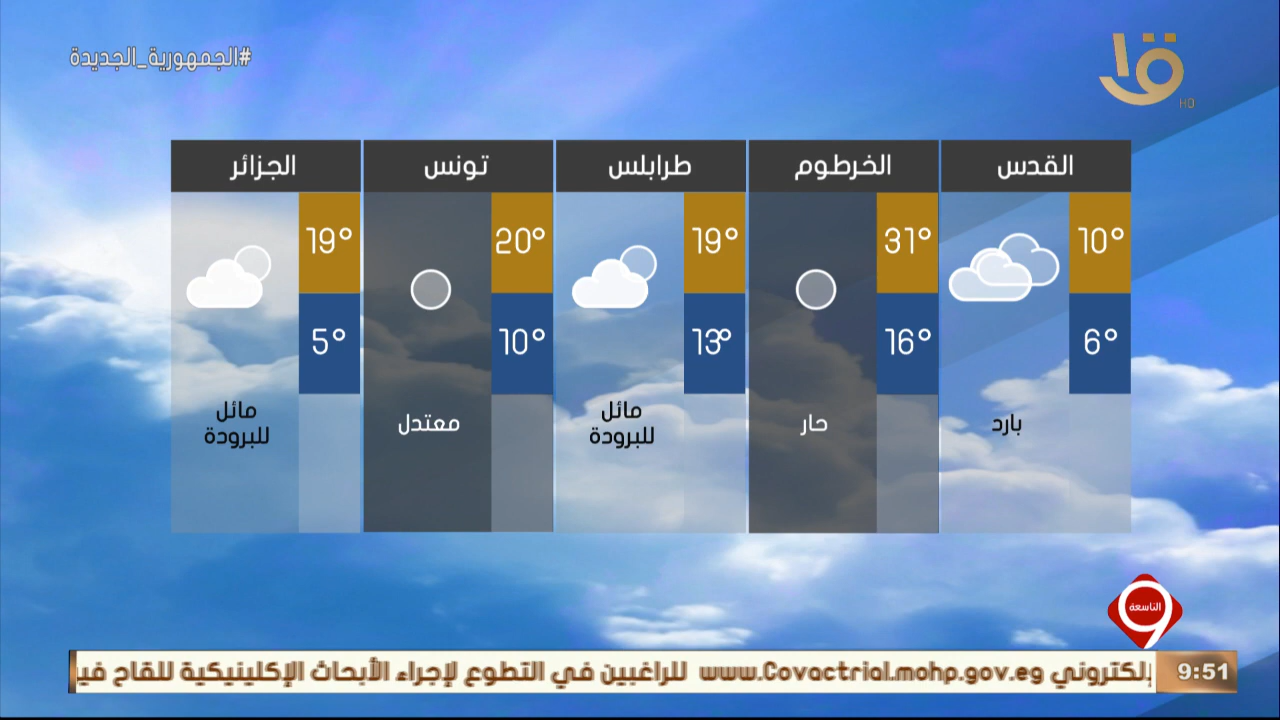 #الجمهورية_الجديدة
HD
القدس
10°
6°
بارد
الخرطوم
31°
16°
حار
طرابلس
19°
13°
مائل
للبرودة
تونس
20°
10°
معتدل
الجزائر
19°
5°
مائل
للبرودة
التاسعة
9
9:51
إلكتروني www.Covactrial.mohp.gov.eg للراغبين في التطوع لإجراء الأبحاث الإكلينيكية للقاح في